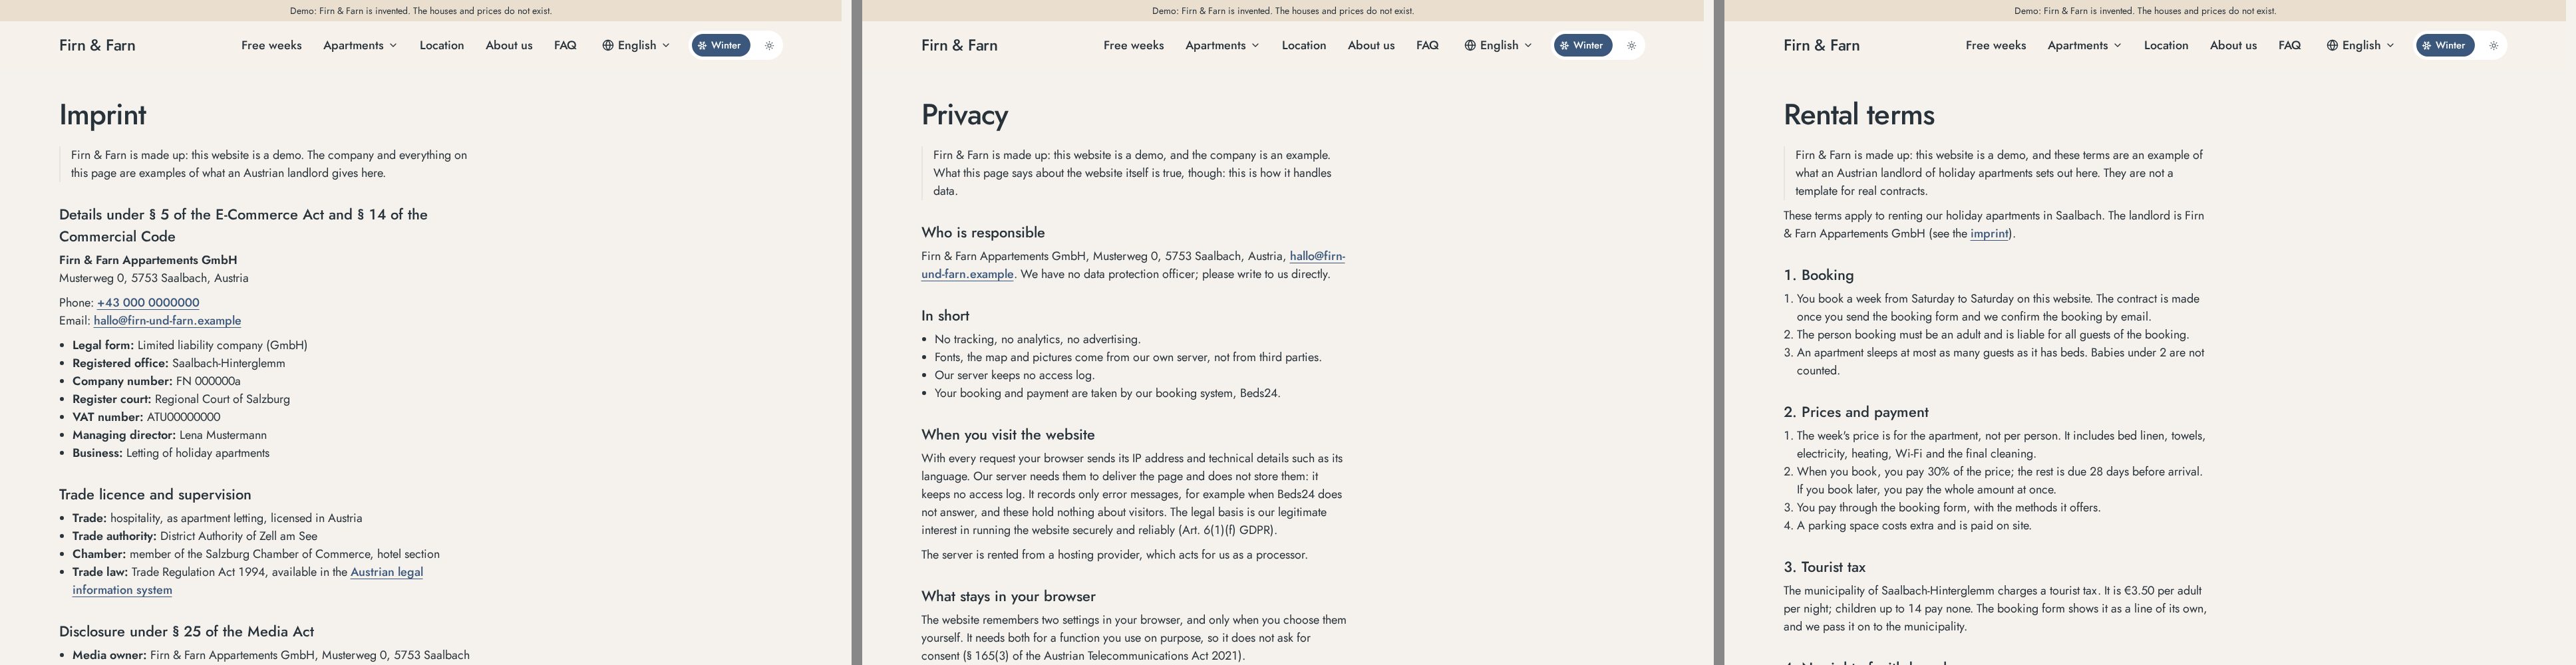 Demo: Firn & Farn is invented. The houses and prices do not exist.
Firn & Farn
Free weeks
Apartments
Location
About us
FAQ
English
Winter
Imprint
Firn & Farn is made up: this website is a demo. The company and everything on
this page are examples of what an Austrian landlord gives here.
Details under § 5 of the E-Commerce Act and § 14 of the
Commercial Code
Firn & Farn Appartements GmbH
Musterweg 0, 5753 Saalbach, Austria
Phone: +43 000 0000000
Email: hallo@firn-und-farn.example
• Legal form: Limited liability company (GmbH)
• Registered office: Saalbach-Hinterglemm
• Company number: FN 000000a
• Register court: Regional Court of Salzburg
• VAT number: ATU00000000
• Managing director: Lena Mustermann
• Business: Letting of holiday apartments
Trade licence and supervision
• Trade: hospitality, as apartment letting, licensed in Austria
• Trade authority: District Authority of Zell am See
• Chamber: member of the Salzburg Chamber of Commerce, hotel section
• Trade law: Trade Regulation Act 1994, available in the Austrian legal
information system
Disclosure under § 25 of the Media Act
• Media owner: Firn & Farn Appartements GmbH, Musterweg 0, 5753 Saalbach
Demo: Firn & Farn is invented. The houses and prices do not exist.
Firn & Farn
Free weeks
Apartments
Location
About us
FAQ
English
Winter
Privacy
Firn & Farn is made up: this website is a demo, and the company is an example.
What this page says about the website itself is true, though: this is how it handles
data.
Who is responsible
Firn & Farn Appartements GmbH, Musterweg 0, 5753 Saalbach, Austria, hallo@firn-
und-farn.example. We have no data protection officer; please write to us directly.
In short
• No tracking, no analytics, no advertising.
• Fonts, the map and pictures come from our own server, not from third parties.
• Our server keeps no access log.
• Your booking and payment are taken by our booking system, Beds24.
When you visit the website
With every request your browser sends its IP address and technical details such as its
language. Our server needs them to deliver the page and does not store them: it
keeps no access log. It records only error messages, for example when Beds24 does
not answer, and these hold nothing about visitors. The legal basis is our legitimate
interest in running the website securely and reliably (Art. 6(1)(f) GDPR).
The server is rented from a hosting provider, which acts for us as a processor.
What stays in your browser
The website remembers two settings in your browser, and only when you choose them
yourself. It needs both for a function you use on purpose, so it does not ask for
consent (§ 165(3) of the Austrian Telecommunications Act 2021).
Demo: Firn & Farn is invented. The houses and prices do not exist.
Firn & Farn
Free weeks
Apartments
Location
About us
FAQ
English
Winter
Rental terms
Firn & Farn is made up: this website is a demo, and these terms are an example of
what an Austrian landlord of holiday apartments sets out here. They are not a
template for real contracts.
These terms apply to renting our holiday apartments in Saalbach. The landlord is Firn
& Farn Appartements GmbH (see the imprint).
1. Booking
1. You book a week from Saturday to Saturday on this website. The contract is made
once you send the booking form and we confirm the booking by email.
2. The person booking must be an adult and is liable for all guests of the booking.
3. An apartment sleeps at most as many guests as it has beds. Babies under 2 are not
counted.
2. Prices and payment
1. The week's price is for the apartment, not per person. It includes bed linen, towels,
electricity, heating, Wi-Fi and the final cleaning.
2. When you book, you pay 30% of the price; the rest is due 28 days before arrival.
If you book later, you pay the whole amount at once.
3. You pay through the booking form, with the methods it offers.
4. A parking space costs extra and is paid on site.
3. Tourist tax
The municipality of Saalbach-Hinterglemm charges a tourist tax. It is €3.50 per adult
per night; children up to 14 pay none. The booking form shows it as a line of its own,
and we pass it on to the municipality.